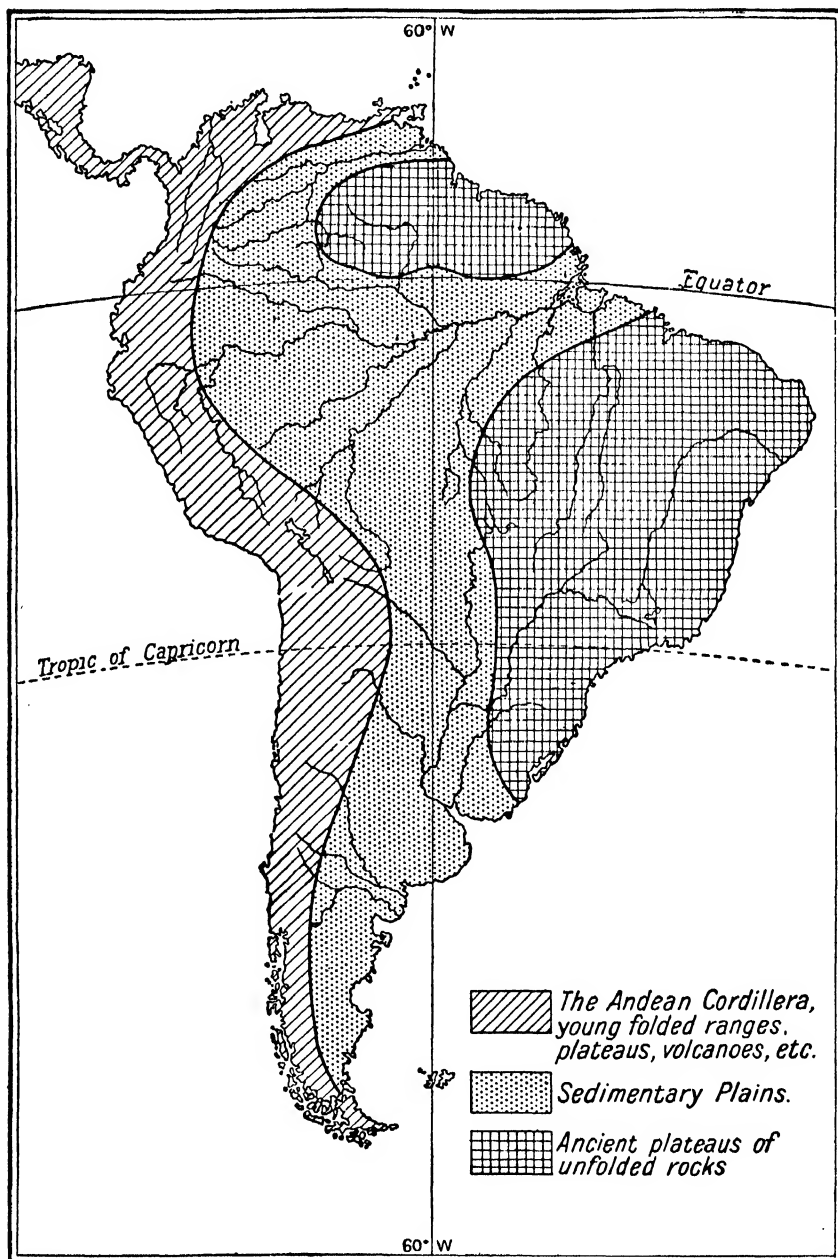 60° W
Equator
Tropic of Capricorn
The Andean Cordillera,
young folded ranges.
plateaus, volcanoes, etc.
Sedimentary Plains.
Ancient plateaus of
unfolded rocks
60° W